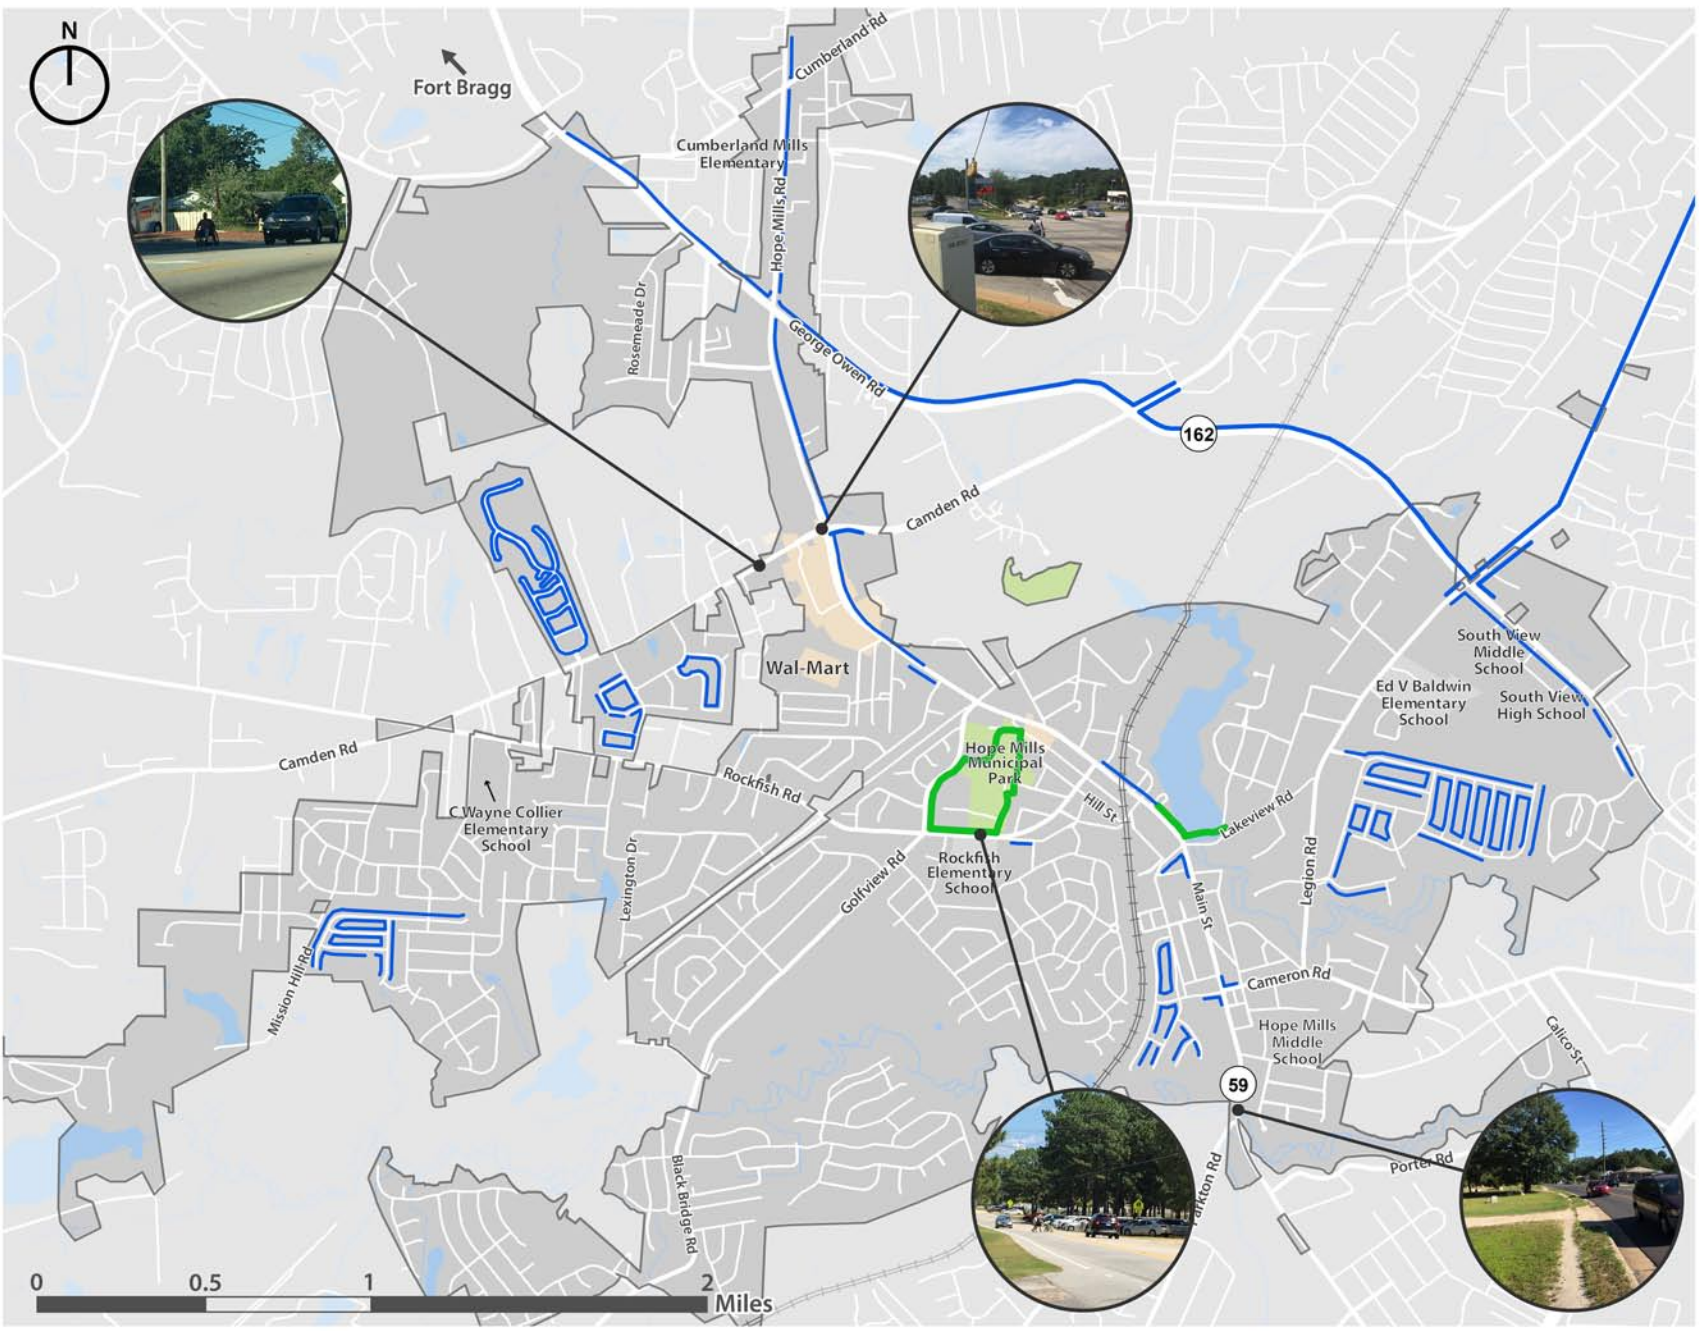 N
Fort Bragg
Cumberland Rd
Cumberland Mills
Elementary
Hope Mills Rd
Rosemeade Dr
George Owen Rd
162
Camden Rd
Wal-Mart
South View
Middle
School
Ed V Baldwin
Elementary
School
South View
High School
Camden Rd
Hope Mills
Municipal
Park
Rockfish Rd
Hill St
Lakeview Rd
C Wayne Collier
Elementary
School
Lexington Dr
Golfview Rd
Rockfish
Elementary
School
Legion Rd
Main St
Mission Hill Rd
Cameron Rd
Hope Mills
Middle
School
Calico St
59
Black Bridge Rd
Parkton Rd
Porter Rd
0 0.5 1 2 Miles